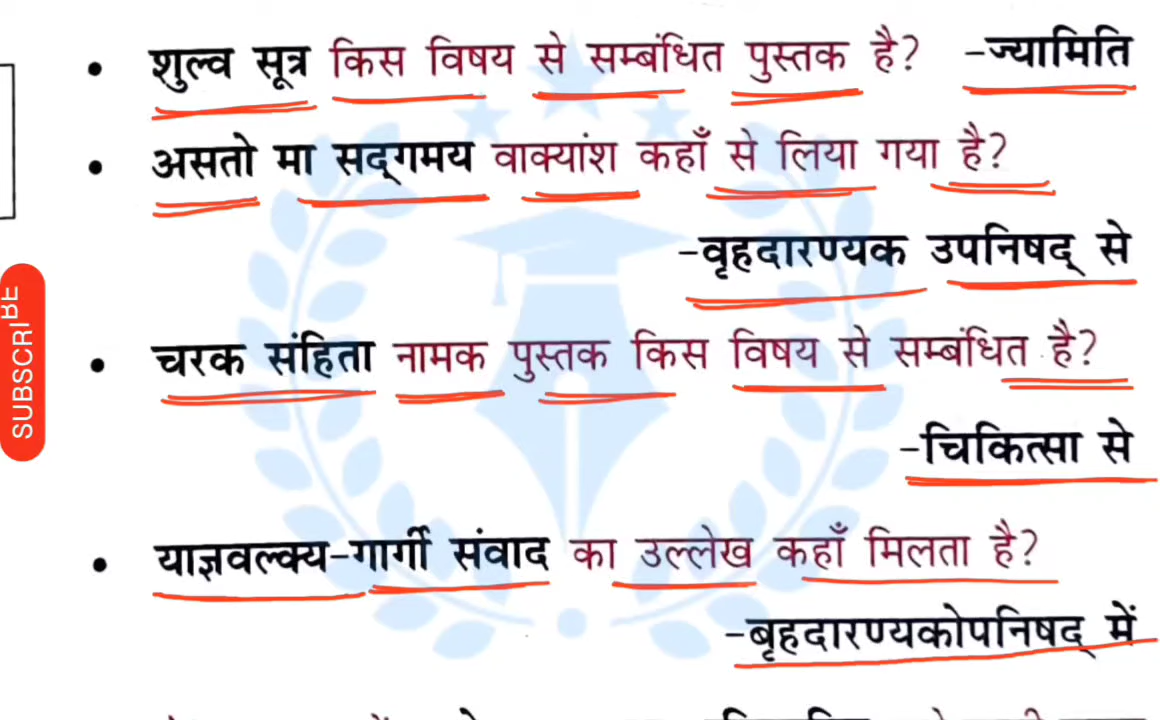 • शुल्व सूत्र किस विषय से सम्बंधित पुस्तक है? -ज्यामिति
• असतो मा सद्गमय वाक्यांश कहाँ से लिया गया है?
-वृहदारण्यक उपनिषद् से
• चरक संहिता नामक पुस्तक किस विषय से सम्बंधित है?
-चिकित्सा से
• याज्ञवल्क्य-गार्गी संवाद का उल्लेख कहाँ मिलता है?
-बृहदारण्यकोपनिषद् में
SUBSCRIBE